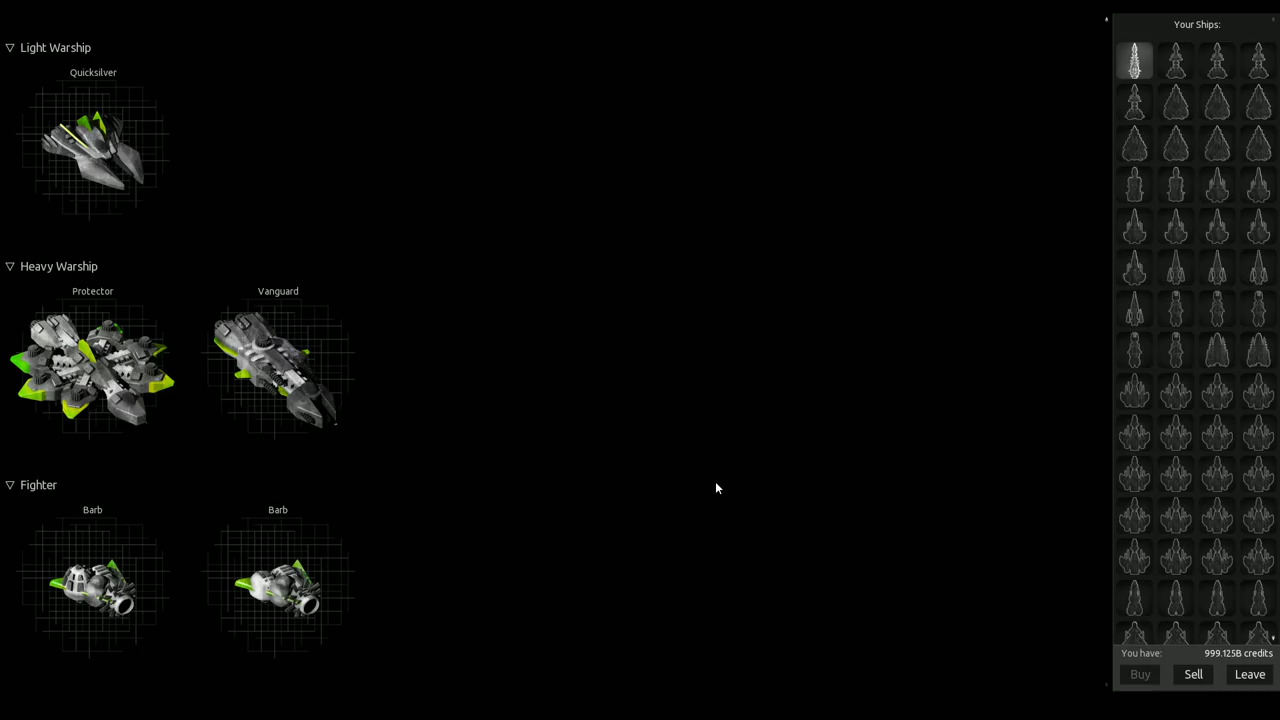 Your Ships:
Light Warship
Quicksilver
Heavy Warship
Protector
Vanguard
Fighter
Barb
Barb
You have: 999.125B credits
Buy Sell Leave